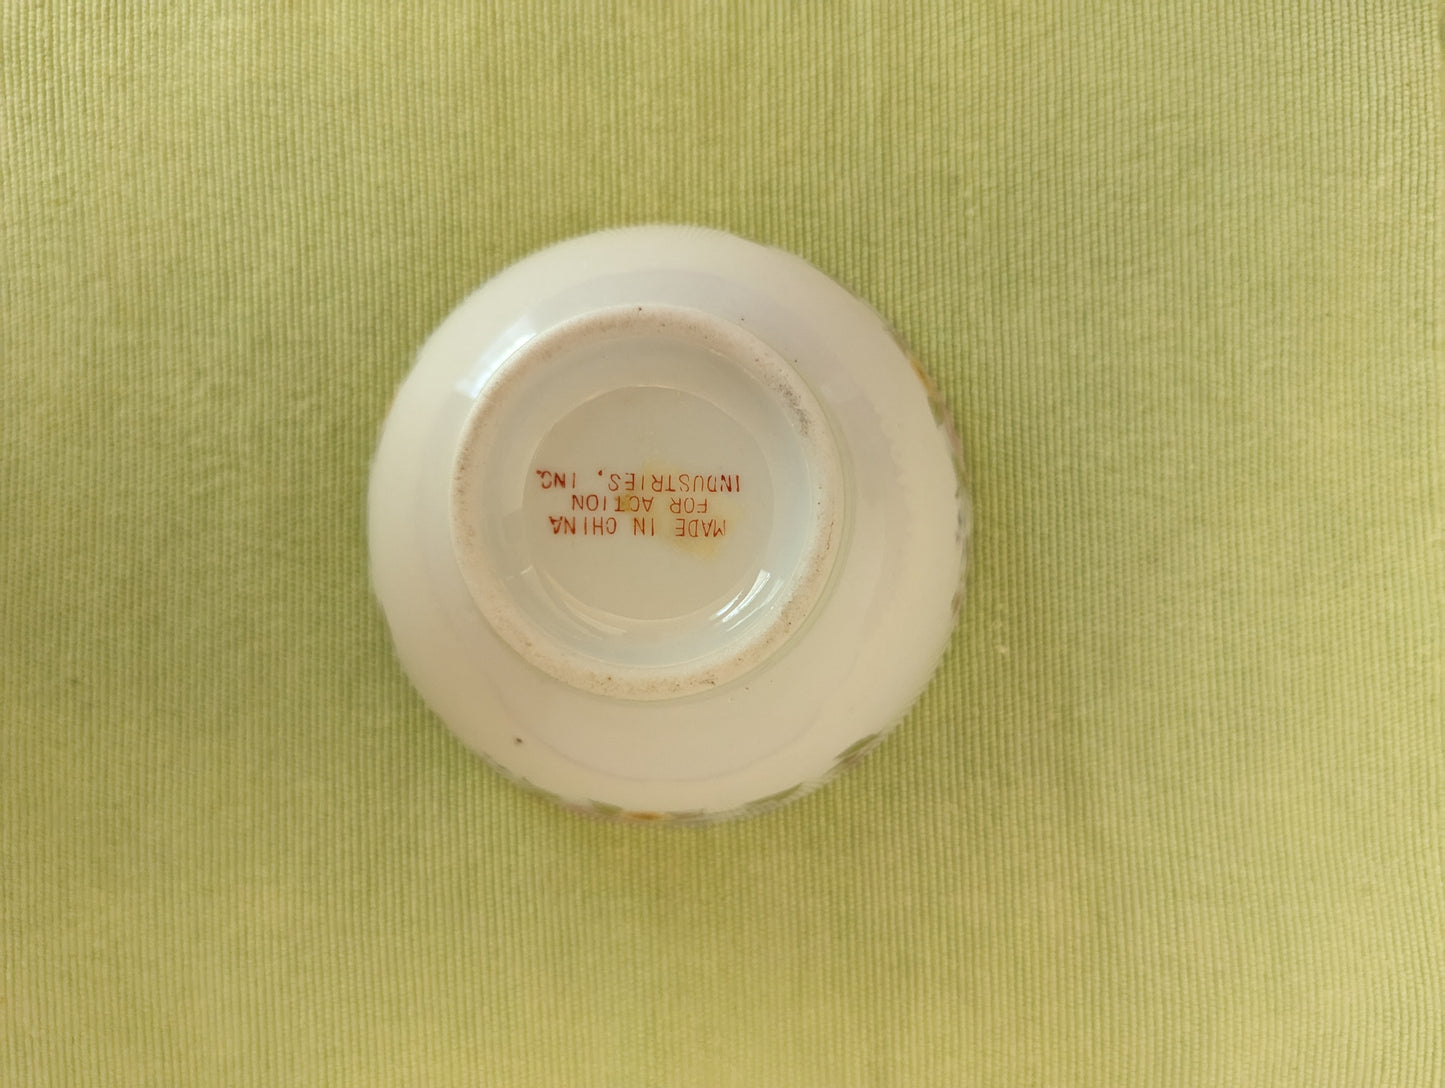 MADE IN CHINA
FOR ACTION
INDUSTRIES, INC.